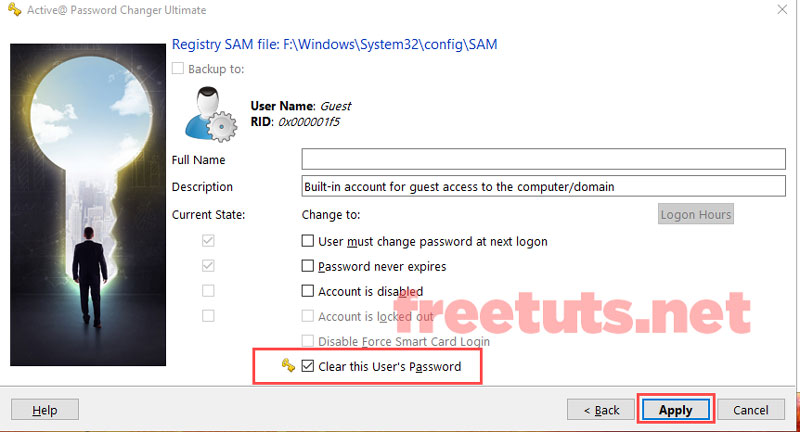 Active@ Password Changer Ultimate
Registry SAM file: F:\Windows\System32\config\SAM
Backup to:
User Name: Guest
RID: 0x000001f5
Full Name
Description Built-in account for guest access to the computer/domain
Current State: Change to: Logon Hours
User must change password at next logon
Password never expires
Account is disabled
Account is locked out
freetuts.net
Disable Force Smart Card Login
Clear this User's Password
Help < Back Apply Cancel